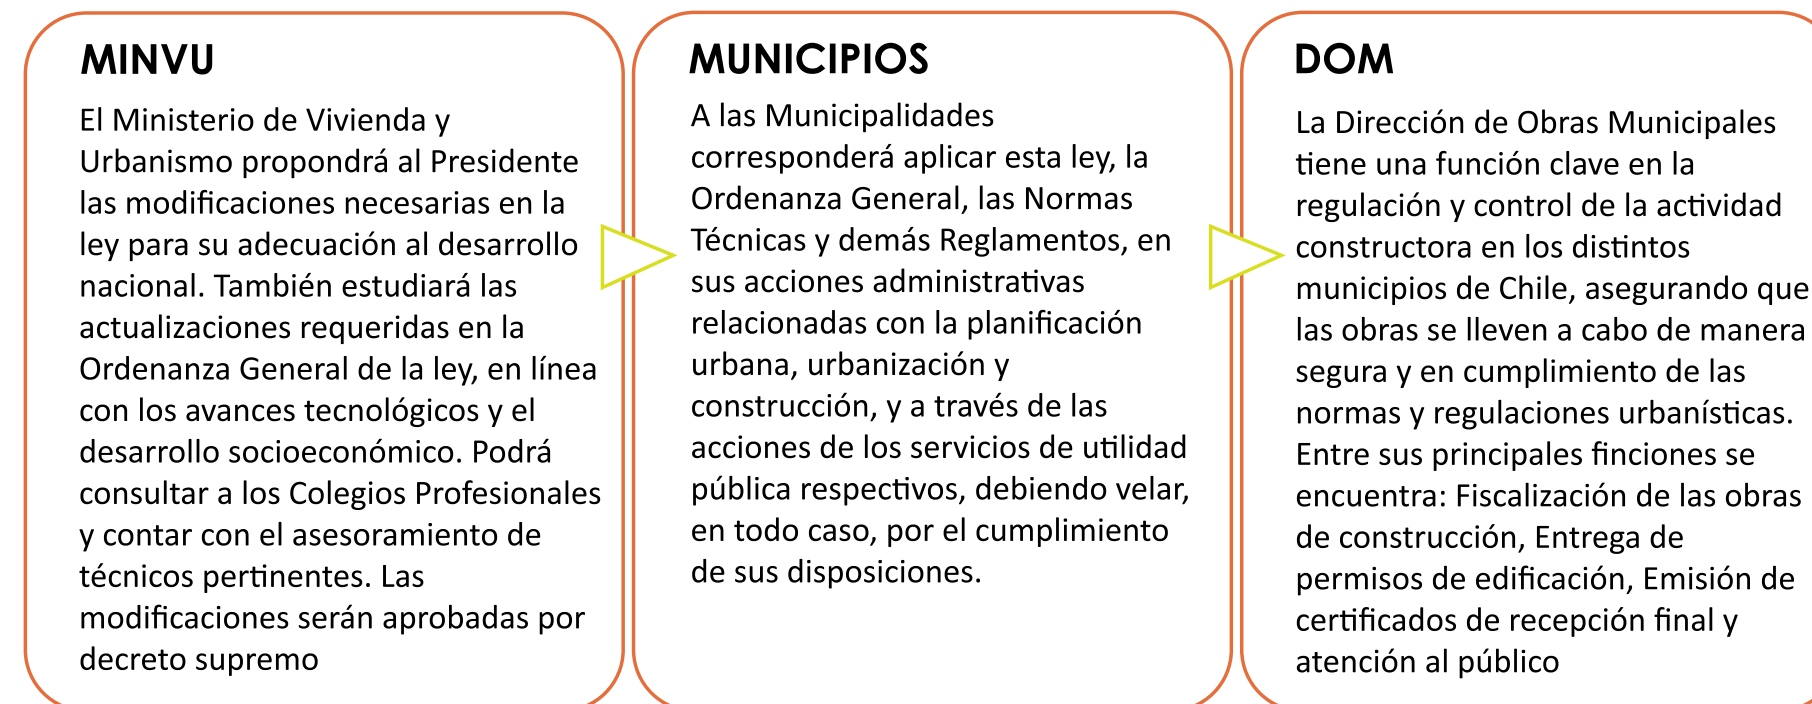 MINVU
El Ministerio de Vivienda y
Urbanismo propondrá al Presidente
las modificaciones necesarias en la
ley para su adecuación al desarrollo
nacional. También estudiará las
actualizaciones requeridas en la
Ordenanza General de la ley, en línea
con los avances tecnológicos y el
desarrollo socioeconómico. Podrá
consultar a los Colegios Profesionales
y contar con el asesoramiento de
técnicos pertinentes. Las
modificaciones serán aprobadas por
decreto supremo
MUNICIPIOS
A las Municipalidades
corresponderá aplicar esta ley, la
Ordenanza General, las Normas
Técnicas y demás Reglamentos, en
sus acciones administrativas
relacionadas con la planificación
urbana, urbanización y
construcción, y a través de las
acciones de los servicios de utilidad
pública respectivos, debiendo velar,
en todo caso, por el cumplimiento
de sus disposiciones.
DOM
La Dirección de Obras Municipales
tiene una función clave en la
regulación y control de la actividad
constructora en los distintos
municipios de Chile, asegurando que
las obras se lleven a cabo de manera
segura y en cumplimiento de las
normas y regulaciones urbanísticas.
Entre sus principales finciones se
encuentra: Fiscalización de las obras
de construcción, Entrega de
permisos de edificación, Emisión de
certificados de recepción final y
atención al público